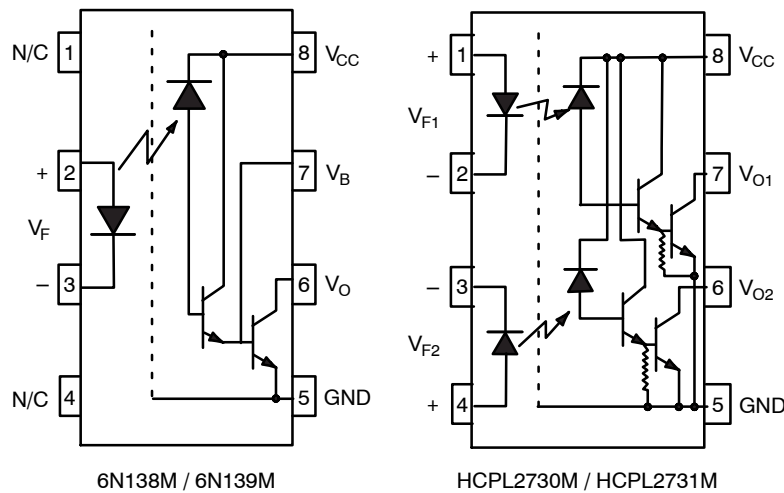 N/C 1 8 VCC
+ 2 7 VB
VF
– 3 6 VO
N/C 4 5 GND
6N138M / 6N139M
+ 1 8 VCC
VF1
– 2 7 VO1
– 3 6 VO2
VF2
+ 4 5 GND
HCPL2730M / HCPL2731M